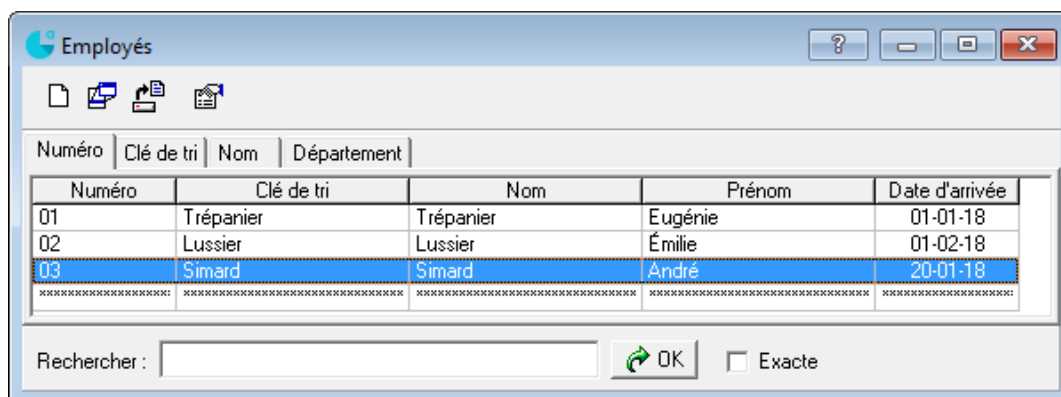 Employés
Numéro Clé de tri Nom Département
Numéro Clé de tri Nom Prénom Date d'arrivée
01 Trépanier Trépanier Eugénie 01-01-18
02 Lussier Lussier Émilie 01-02-18
03 Simard Simard André 20-01-18
Rechercher : OK Exacte